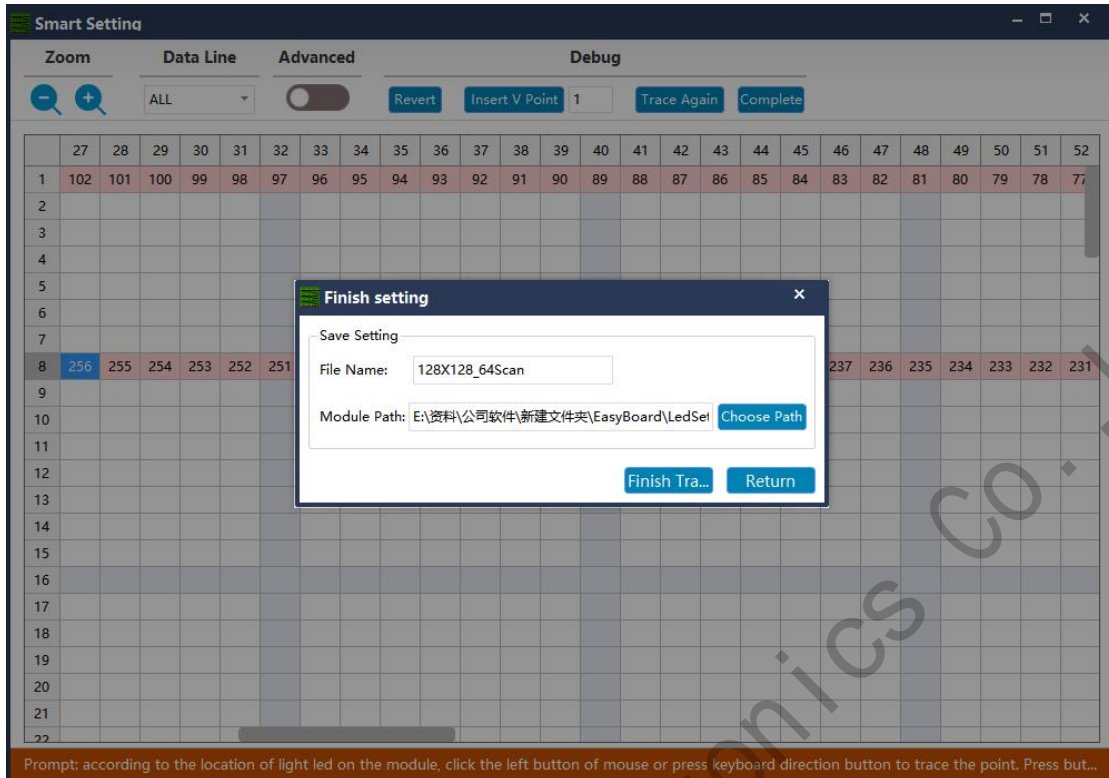 Smart Setting
Zoom Data Line Advanced Debug
ALL Revert Insert V Point 1 Trace Again Complete
27 28 29 30 31 32 33 34 35 36 37 38 39 40 41 42 43 44 45 46 47 48 49 50 51 52
1 102 101 100 99 98 97 96 95 94 93 92 91 90 89 88 87 86 85 84 83 82 81 80 79 78 77
2
3
4
5
6
7
8 256 255 254 253 252 251 237 236 235 234 233 232 231
9
10
11
12
13
14
15
16
17
18
19
20
21
22
Finish setting
Save Setting
File Name: 128X128_64Scan
Module Path: E:\资料\公司软件\新建文件夹\EasyBoard\LedSet Choose Path
Finish Tra... Return
Prompt: according to the location of light led on the module, click the left button of mouse or press keyboard direction button to trace the point. Press but...
onics Co.